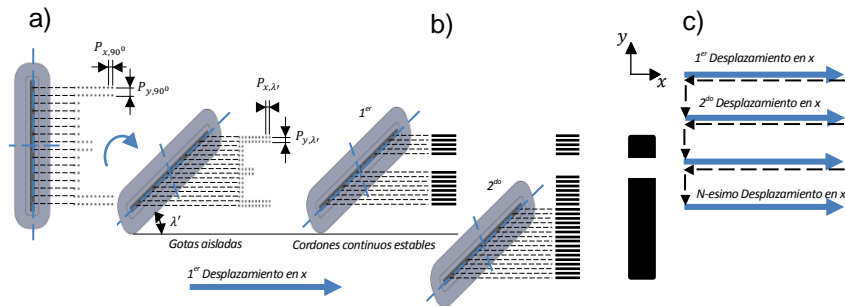 a)
b)
c)
P_{x,90°}
P_{y,90°}
P_{x,λ'}
P_{y,λ'}
λ'
Gotas aisladas
1^{er}
Cordones continuos estables
2^{do}
1^{er} Desplazamiento en x
y
x
1^{er} Desplazamiento en x
2^{do} Desplazamiento en x
N-esimo Desplazamiento en x